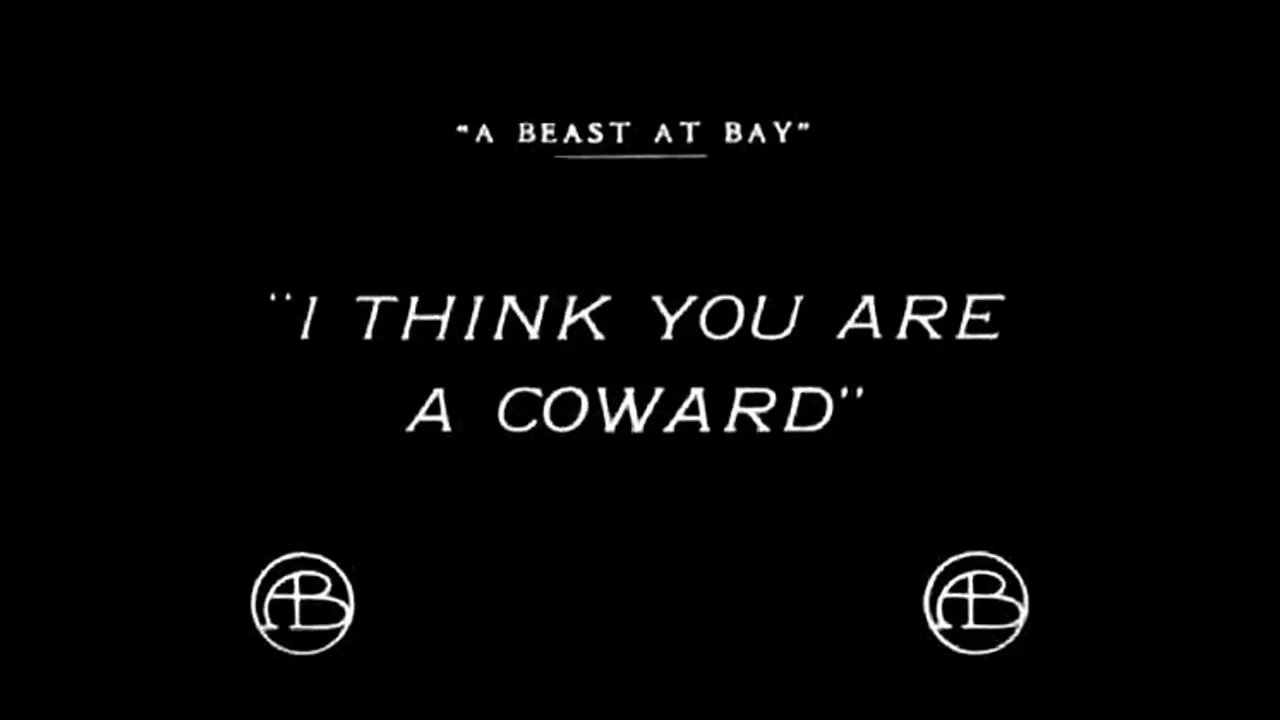 "A BEAST AT BAY"
"I THINK YOU ARE
A COWARD"
AB AB